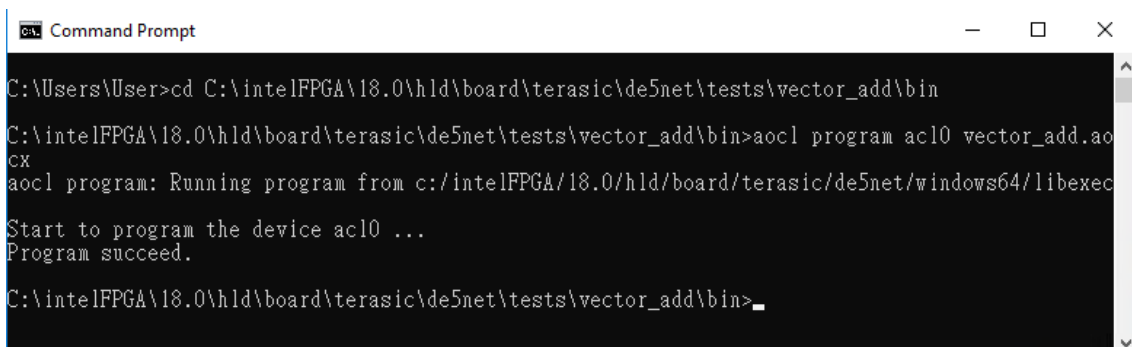 Command Prompt
C:\Users\User>cd C:\intelFPGA\18.0\hld\board\terasic\de5net\tests\vector_add\bin
C:\intelFPGA\18.0\hld\board\terasic\de5net\tests\vector_add\bin>aocl program acl0 vector_add.ao
cx
aocl program: Running program from c:/intelFPGA/18.0/hld/board/terasic/de5net/windows64/libexec
Start to program the device acl0 ...
Program succeed.
C:\intelFPGA\18.0\hld\board\terasic\de5net\tests\vector_add\bin>